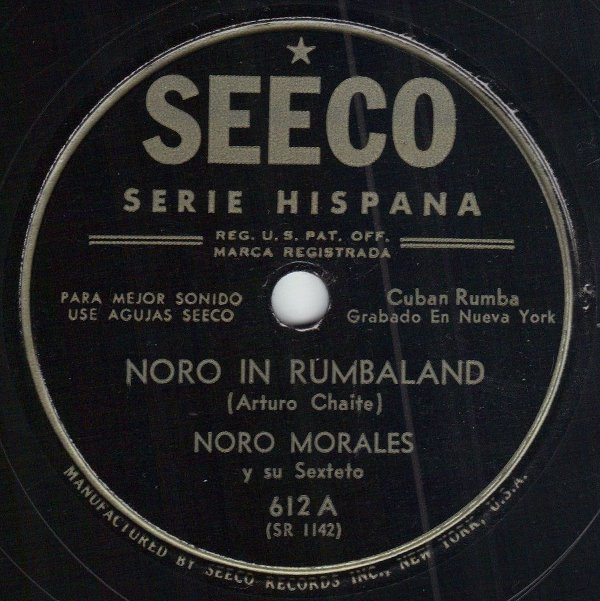 SEECO
SERIE HISPANA
REG. U. S. PAT. OFF.
MARCA REGISTRADA
PARA MEJOR SONIDO
USE AGUJAS SEECO
Cuban Rumba
Grabado En Nueva York
NORO IN RUMBALAND
(Arturo Chaite)
NORO MORALES
y su Sexteto
612 A
(SR 1142)
MANUFACTURED BY SEECO RECORDS INC., NEW YORK, U.S.A.